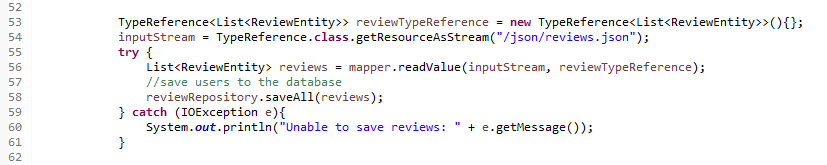 52
53 TypeReference<List<ReviewEntity>> reviewTypeReference = new TypeReference<List<ReviewEntity>>(){};
54 inputStream = TypeReference.class.getResourceAsStream("/json/reviews.json");
55 try {
56 List<ReviewEntity> reviews = mapper.readValue(inputStream, reviewTypeReference);
57 //save users to the database
58 reviewRepository.saveAll(reviews);
59 } catch (IOException e){
60 System.out.println("Unable to save reviews: " + e.getMessage());
61 }
62